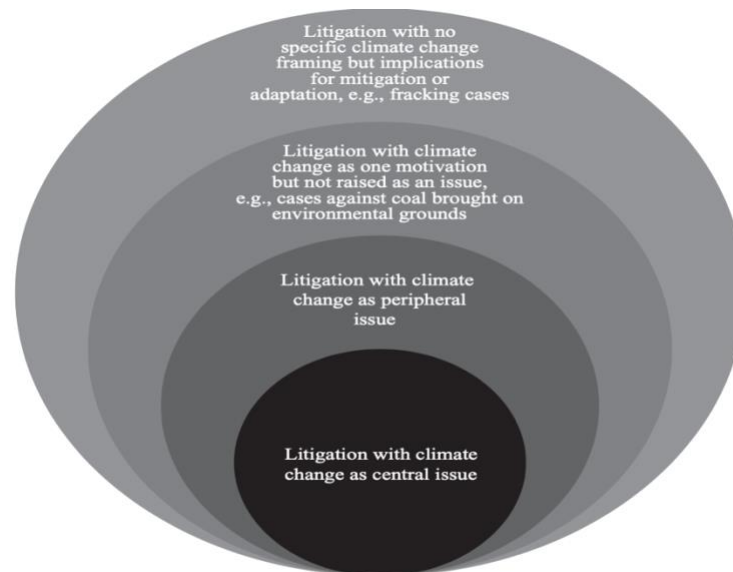 Litigation with no
specific climate change
framing but implications
for mitigation or
adaptation, e.g., fracking cases
Litigation with climate
change as one motivation
but not raised as an issue,
e.g., cases against coal brought on
environmental grounds
Litigation with climate
change as peripheral
issue
Litigation with climate
change as central issue